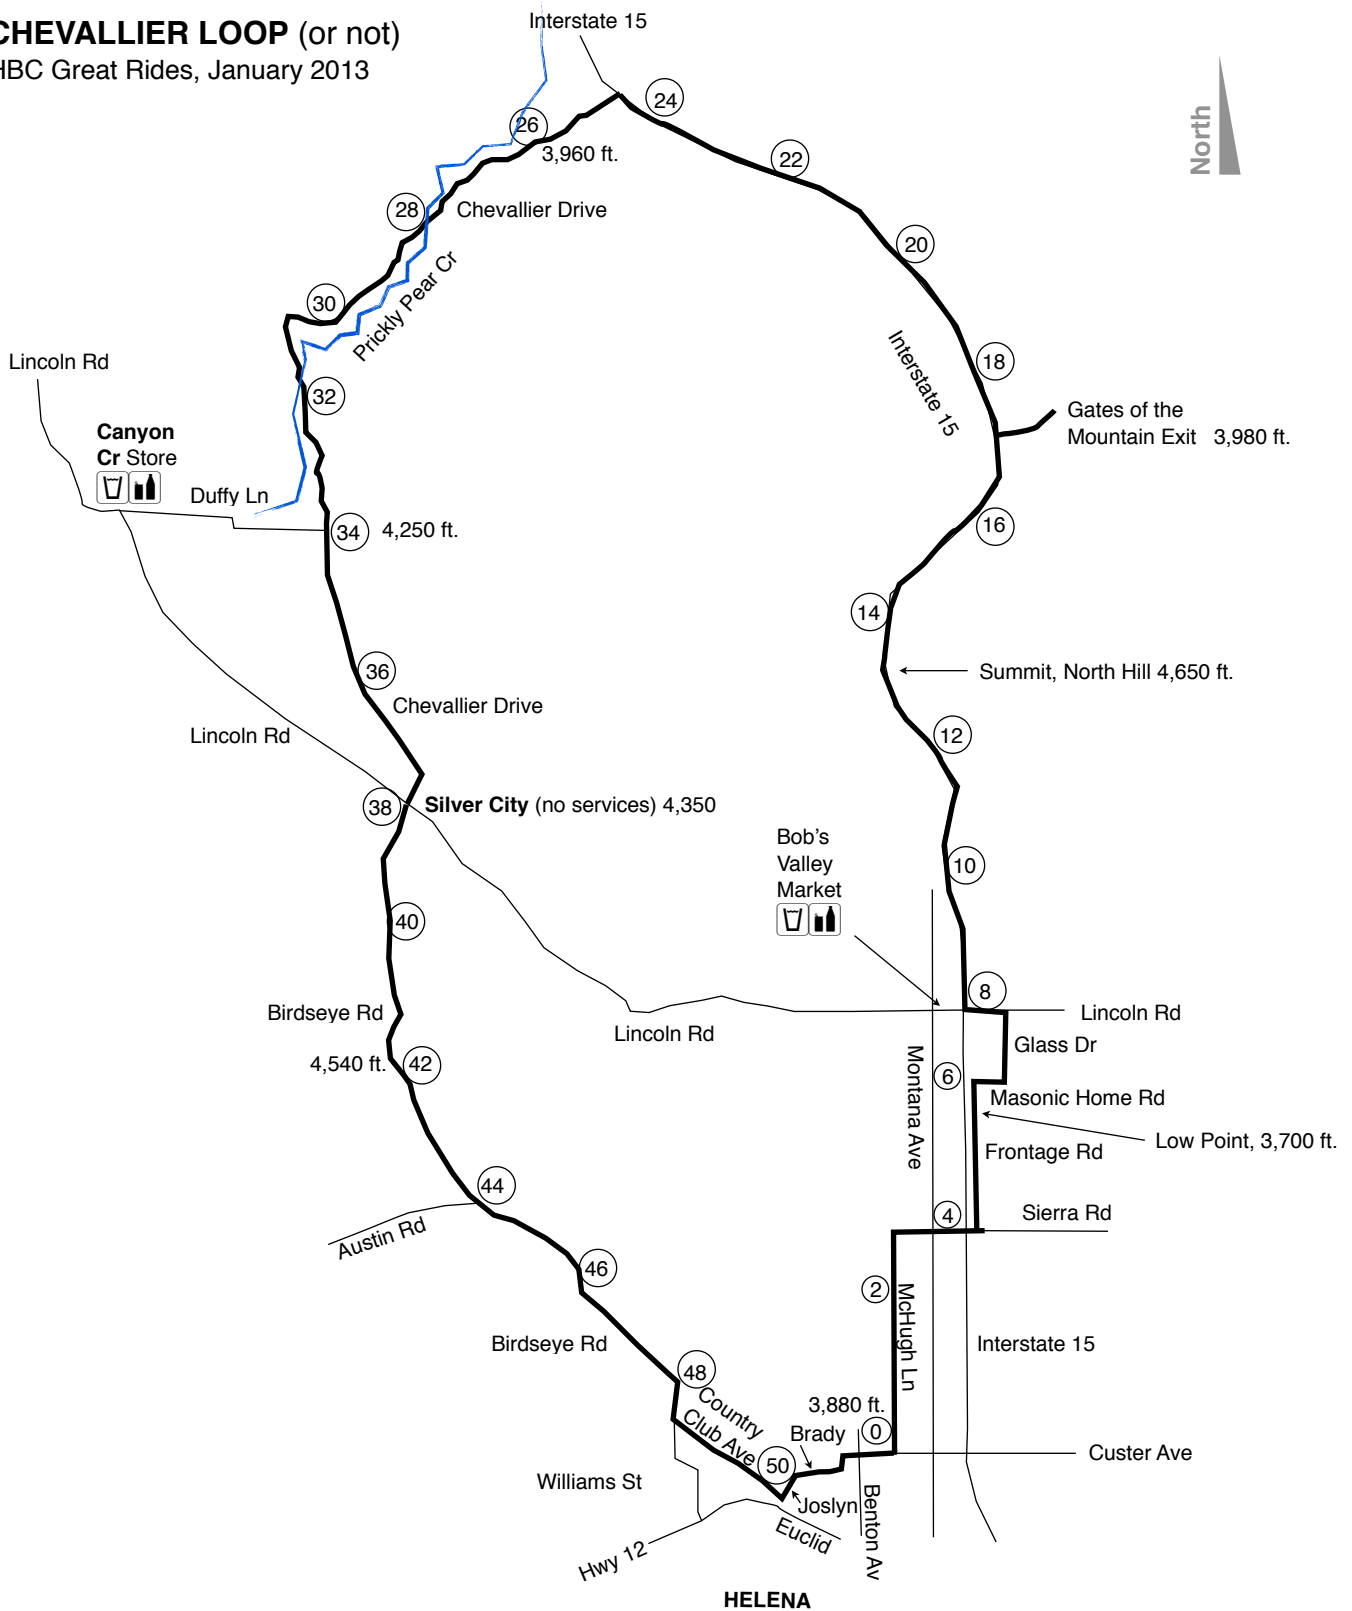 CHEVALLIER LOOP (or not)
HBC Great Rides, January 2013
Interstate 15
North
24
26
3,960 ft.
22
28
Chevallier Drive
20
Prickly Pear Cr
30
Interstate 15
18
Lincoln Rd
32
Gates of the
Mountain Exit 3,980 ft.
Canyon
Cr Store
Duffy Ln
34
4,250 ft.
16
14
36
Summit, North Hill 4,650 ft.
Chevallier Drive
Lincoln Rd
12
38
Silver City (no services) 4,350
Bob's
Valley
Market
10
40
8
Birdseye Rd
Lincoln Rd
Lincoln Rd
Glass Dr
4,540 ft.
42
Montana Ave
6
Masonic Home Rd
Low Point, 3,700 ft.
Frontage Rd
44
4
Sierra Rd
Austin Rd
46
2
McHugh Ln
Birdseye Rd
Interstate 15
48
Country
Club Ave
3,880 ft.
0
Brady
50
Custer Ave
Williams St
Joslyn
Benton Av
Euclid
Hwy 12
HELENA